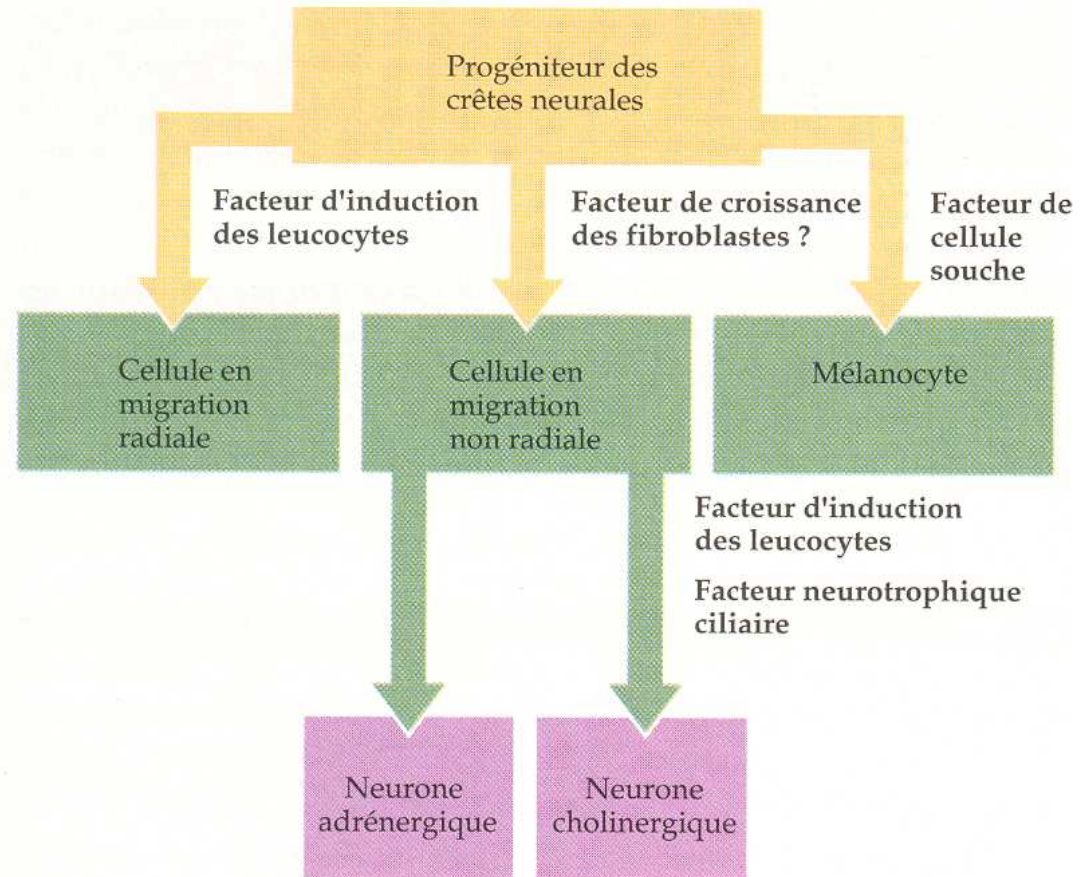 Progéniteur des
crêtes neurales
Facteur d'induction
des leucocytes
Facteur de croissance
des fibroblastes ?
Facteur de
cellule
souche
Cellule en
migration
radiale
Cellule en
migration
non radiale
Mélanocyte
Facteur d'induction
des leucocytes
Facteur neurotrophique
ciliaire
Neurone
adrénergique
Neurone
cholinergique